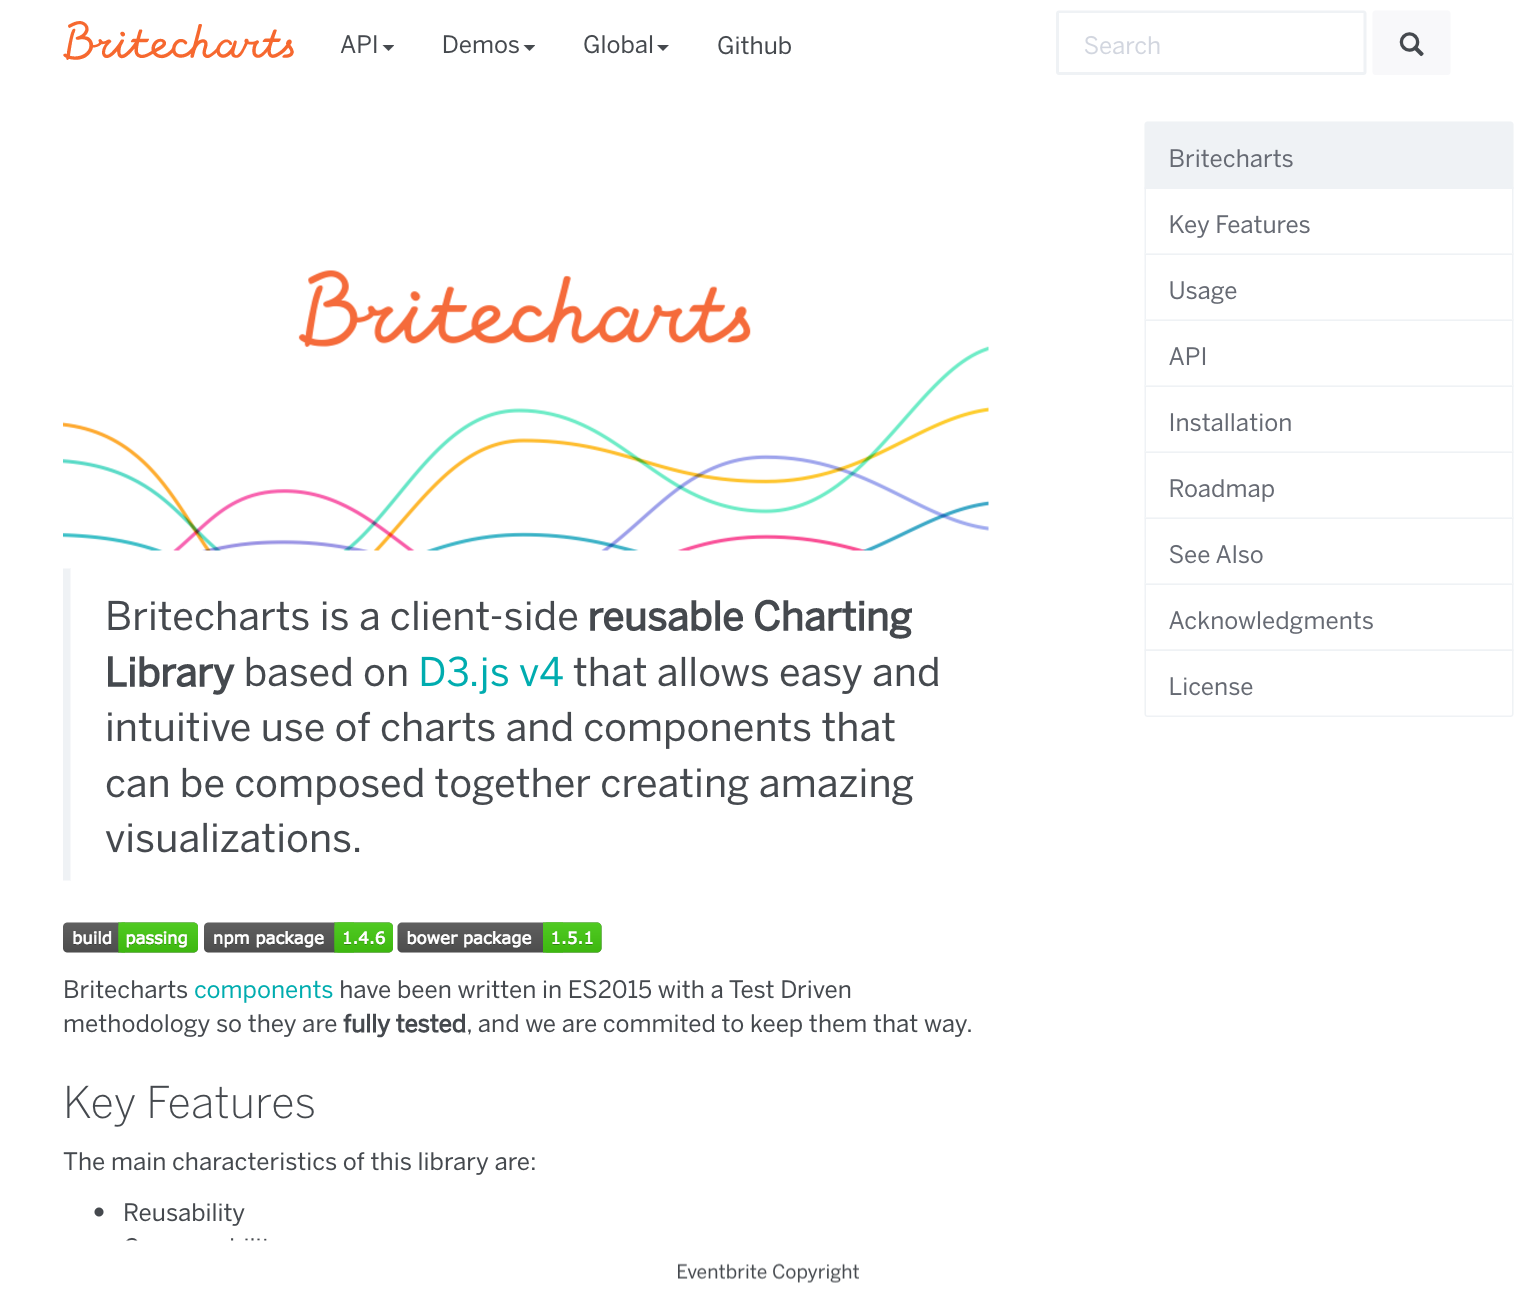 Britecharts API Demos Global Github Search
Britecharts
Key Features
Usage
API
Installation
Roadmap
See Also
Acknowledgments
License
Britecharts
Britecharts is a client-side reusable Charting
Library based on D3.js v4 that allows easy and
intuitive use of charts and components that
can be composed together creating amazing
visualizations.
build passing npm package 1.4.6 bower package 1.5.1
Britecharts components have been written in ES2015 with a Test Driven
methodology so they are fully tested, and we are commited to keep them that way.
Key Features
The main characteristics of this library are:
• Reusability
Eventbrite Copyright